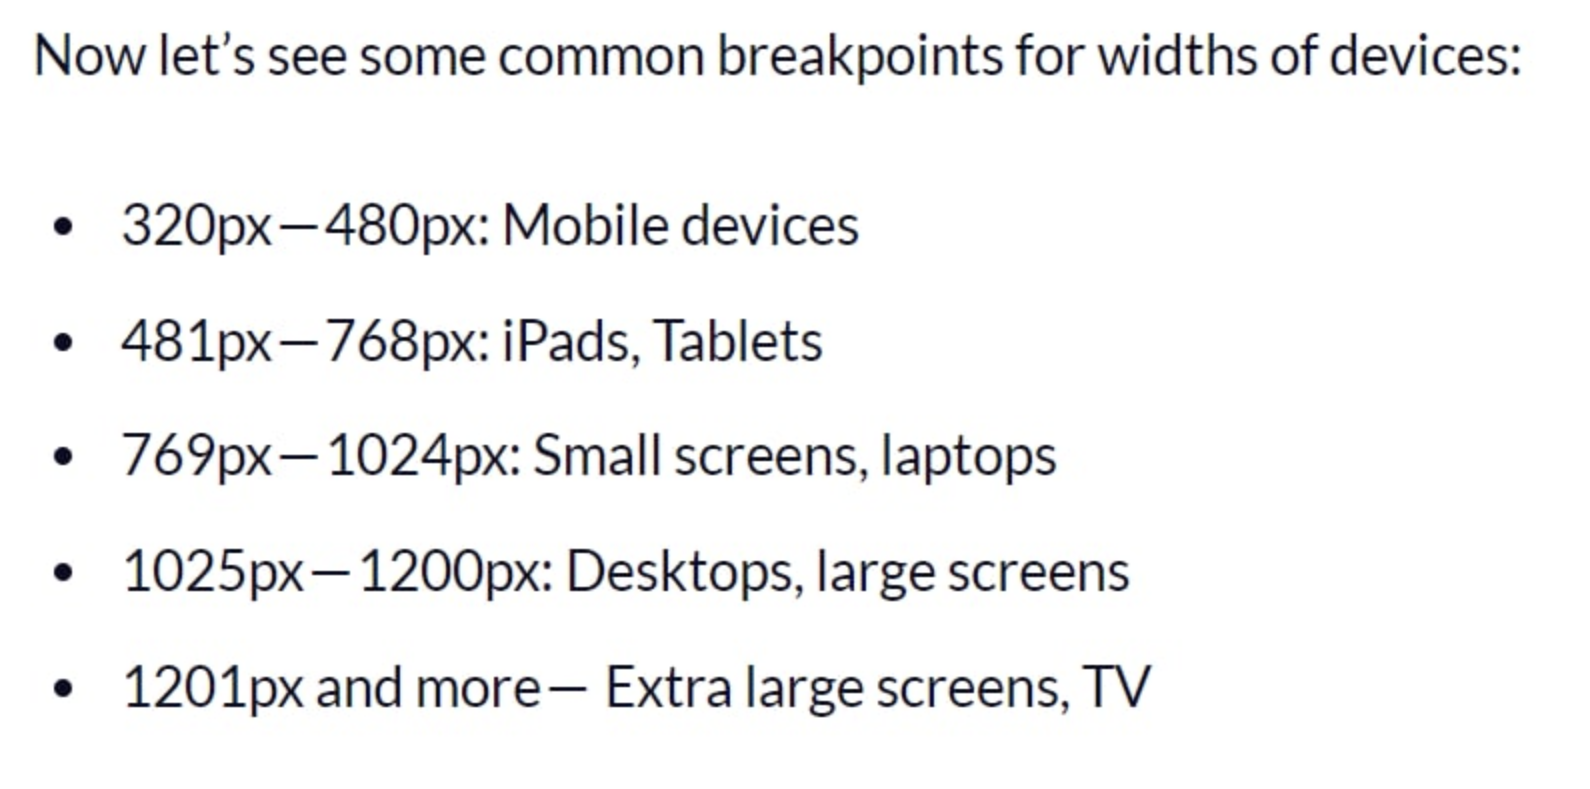 Now let’s see some common breakpoints for widths of devices:
• 320px—480px: Mobile devices
• 481px—768px: iPads, Tablets
• 769px—1024px: Small screens, laptops
• 1025px—1200px: Desktops, large screens
• 1201px and more— Extra large screens, TV